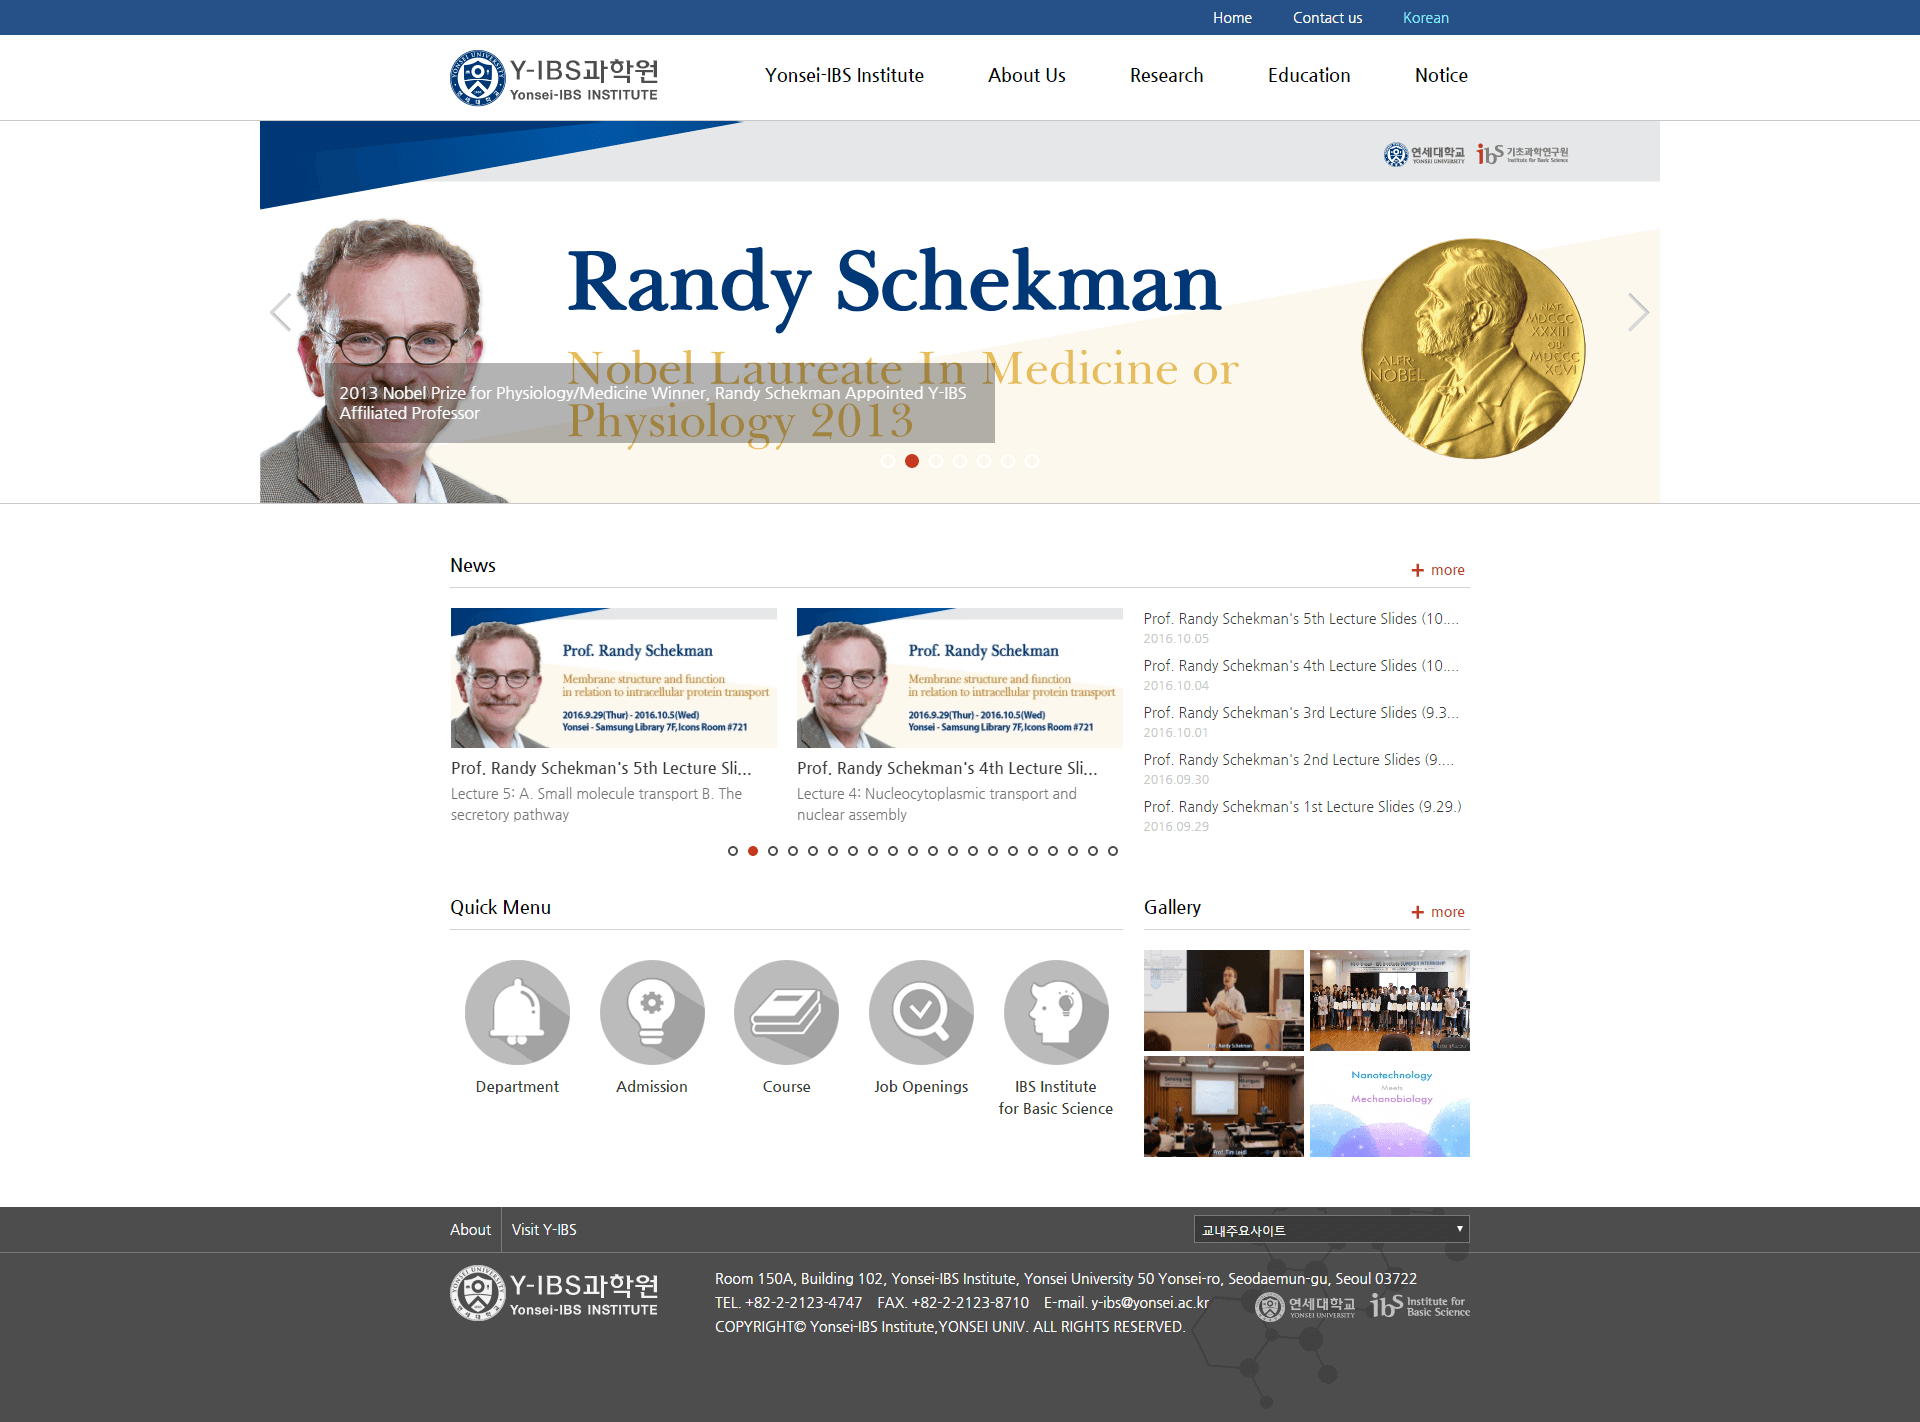 Home
Contact us
Korean
Y-IBS과학원
Yonsei-IBS INSTITUTE
Yonsei-IBS Institute
About Us
Research
Education
Notice
연세대학교
YONSEI UNIVERSITY
ibs 기초과학연구원
Institute for Basic Science
Randy Schekman
Nobel Laureate In Medicine or
Physiology 2013
2013 Nobel Prize for Physiology/Medicine Winner, Randy Schekman Appointed Y-IBS
Affiliated Professor
ALFR·
NOBEL
NAT·
MDCCC
XXXIII
OB·
MDCCC
XCVI
News
+ more
Prof. Randy Schekman
Membrane structure and function
in relation to intracellular protein transport
2016.9.29(Thur) - 2016.10.5(Wed)
Yonsei - Samsung Library 7F, Icons Room #721
Prof. Randy Schekman's 5th Lecture Sli...
Lecture 5: A. Small molecule transport B. The
secretory pathway
Prof. Randy Schekman
Membrane structure and function
in relation to intracellular protein transport
2016.9.29(Thur) - 2016.10.5(Wed)
Yonsei - Samsung Library 7F, Icons Room #721
Prof. Randy Schekman's 4th Lecture Sli...
Lecture 4: Nucleocytoplasmic transport and
nuclear assembly
Prof. Randy Schekman's 5th Lecture Slides (10....
2016.10.05
Prof. Randy Schekman's 4th Lecture Slides (10....
2016.10.04
Prof. Randy Schekman's 3rd Lecture Slides (9.3...
2016.10.01
Prof. Randy Schekman's 2nd Lecture Slides (9....
2016.09.30
Prof. Randy Schekman's 1st Lecture Slides (9.29.)
2016.09.29
Quick Menu
Department
Admission
Course
Job Openings
IBS Institute
for Basic Science
Gallery
+ more
Prof. Randy Schekman
SUMMER INTERNSHIP
Prof. Tim
Nanotechnology
Meets
Mechanobiology
About
Visit Y-IBS
교내주요사이트
Y-IBS과학원
Yonsei-IBS INSTITUTE
Room 150A, Building 102, Yonsei-IBS Institute, Yonsei University 50 Yonsei-ro, Seodaemun-gu, Seoul 03722
TEL. +82-2-2123-4747 FAX. +82-2-2123-8710 E-mail. y-ibs@yonsei.ac.kr
COPYRIGHT© Yonsei-IBS Institute,YONSEI UNIV. ALL RIGHTS RESERVED.
연세대학교
YONSEI UNIVERSITY
ibs Institute for
Basic Science